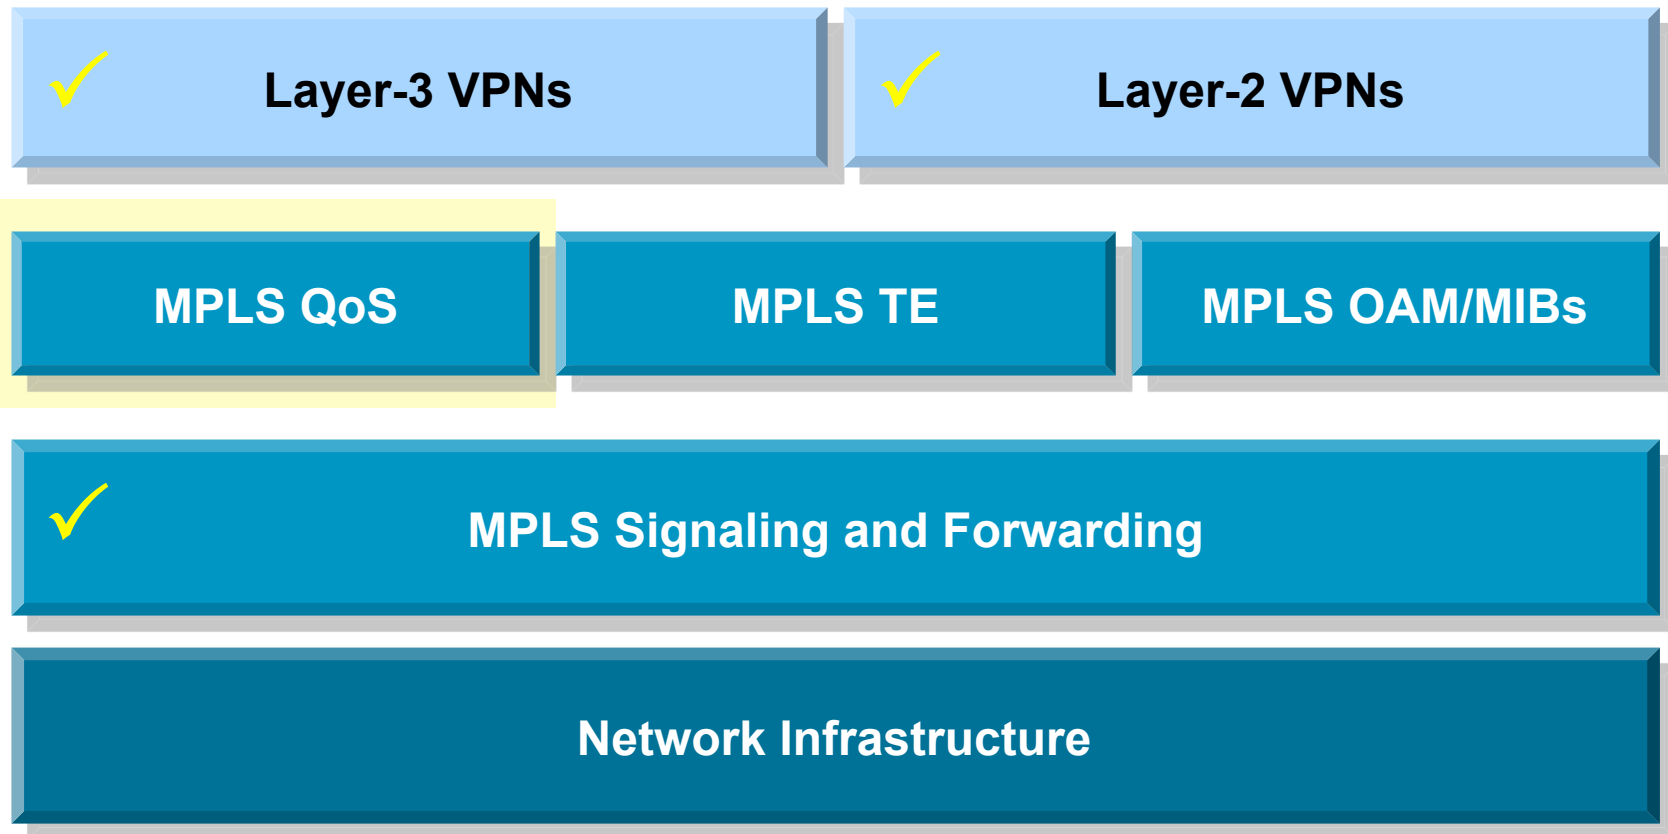 Layer-3 VPNs
Layer-2 VPNs
MPLS QoS
MPLS TE
MPLS OAM/MIBs
MPLS Signaling and Forwarding
Network Infrastructure